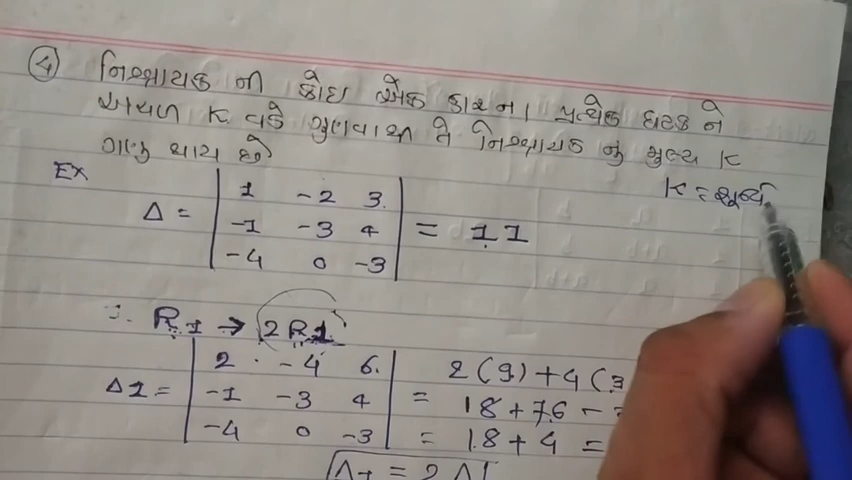 ④ નિશ્ચાયક ની કોઇ એક હારના પ્રત્યેક ઘટક ને
અચળ K વડે ગુણવાથી તે નિશ્ચાયક નું મુલ્ય K
ગણુ થાય છે
K = શૂન્ય
Ex
Δ = | 1 -2 3. |
| -1 -3 4 | = 11
| -4 0 -3 |
∴ R1 → 2 R1
| 2 -4 6. | 2(9)+4(3
Δ1 = | -1 -3 4 | = 18+76 -
| -4 0 -3 | = 18+4 =
Δ1 = 2Δ